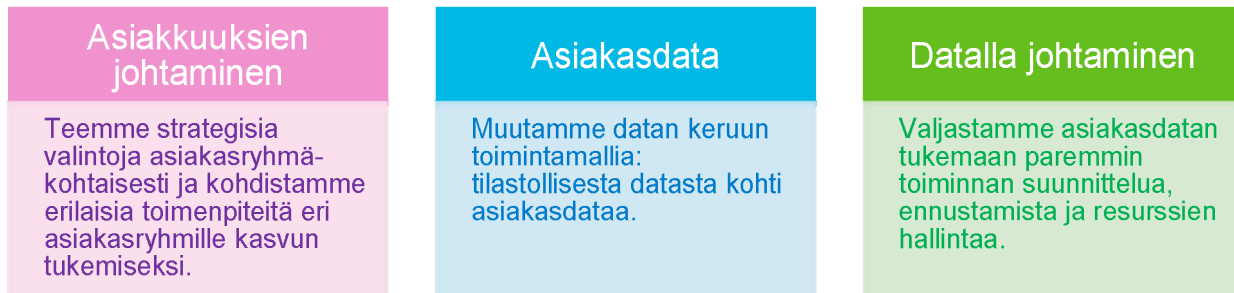 Asiakkuuksien
johtaminen
Teemme strategisia
valintoja asiakasryhmä-
kohtaisesti ja kohdistamme
erilaisia toimenpiteitä eri
asiakasryhmille kasvun
tukemiseksi.
Asiakasdata
Muutamme datan keruun
toimintamallia:
tilastollisesta datasta kohti
asiakasdataa.
Datalla johtaminen
Valjastamme asiakasdatan
tukemaan paremmin
toiminnan suunnittelua,
ennustamista ja resurssien
hallintaa.